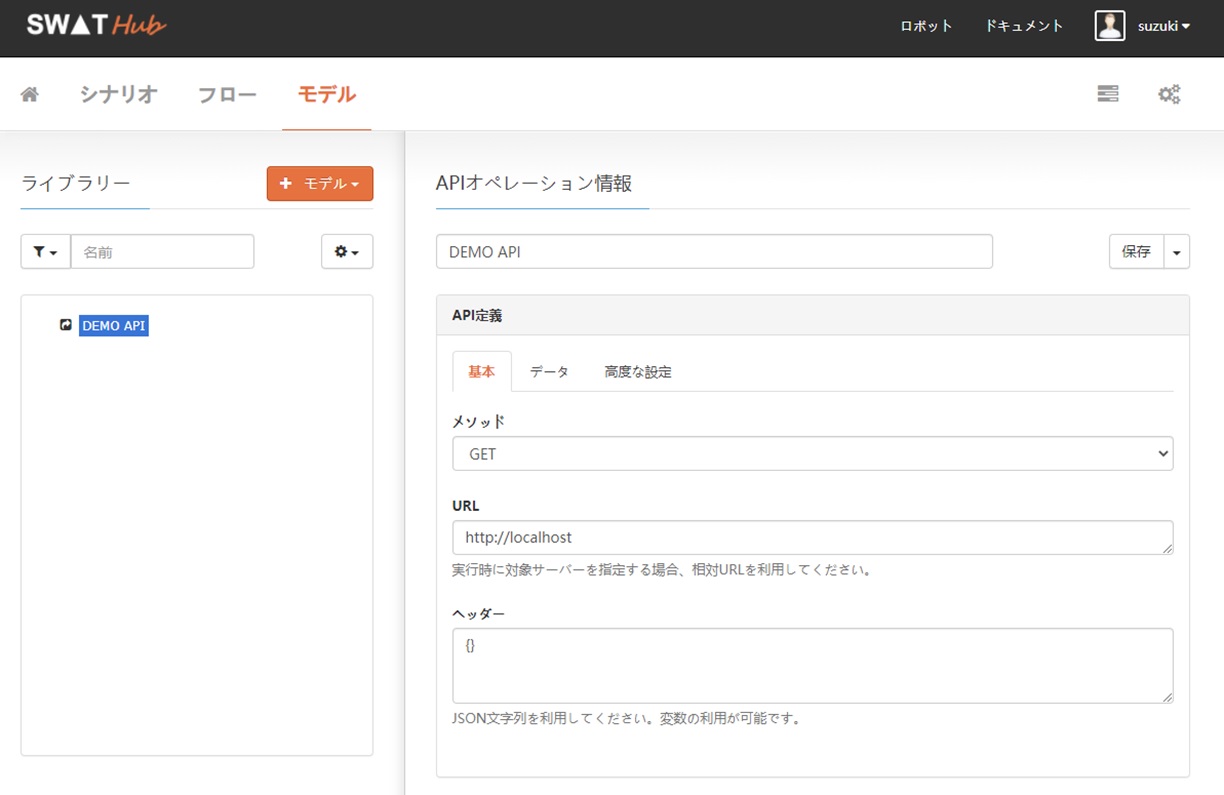 SWAT Hub
ロボット ドキュメント suzuki
シナリオ フロー モデル
ライブラリー
+ モデル
名前
DEMO API
APIオペレーション情報
DEMO API
保存
API定義
基本 データ 高度な設定
メソッド
GET
URL
http://localhost
実行時に対象サーバーを指定する場合、相対URLを利用してください。
ヘッダー
{}
JSON文字列を利用してください。変数の利用が可能です。